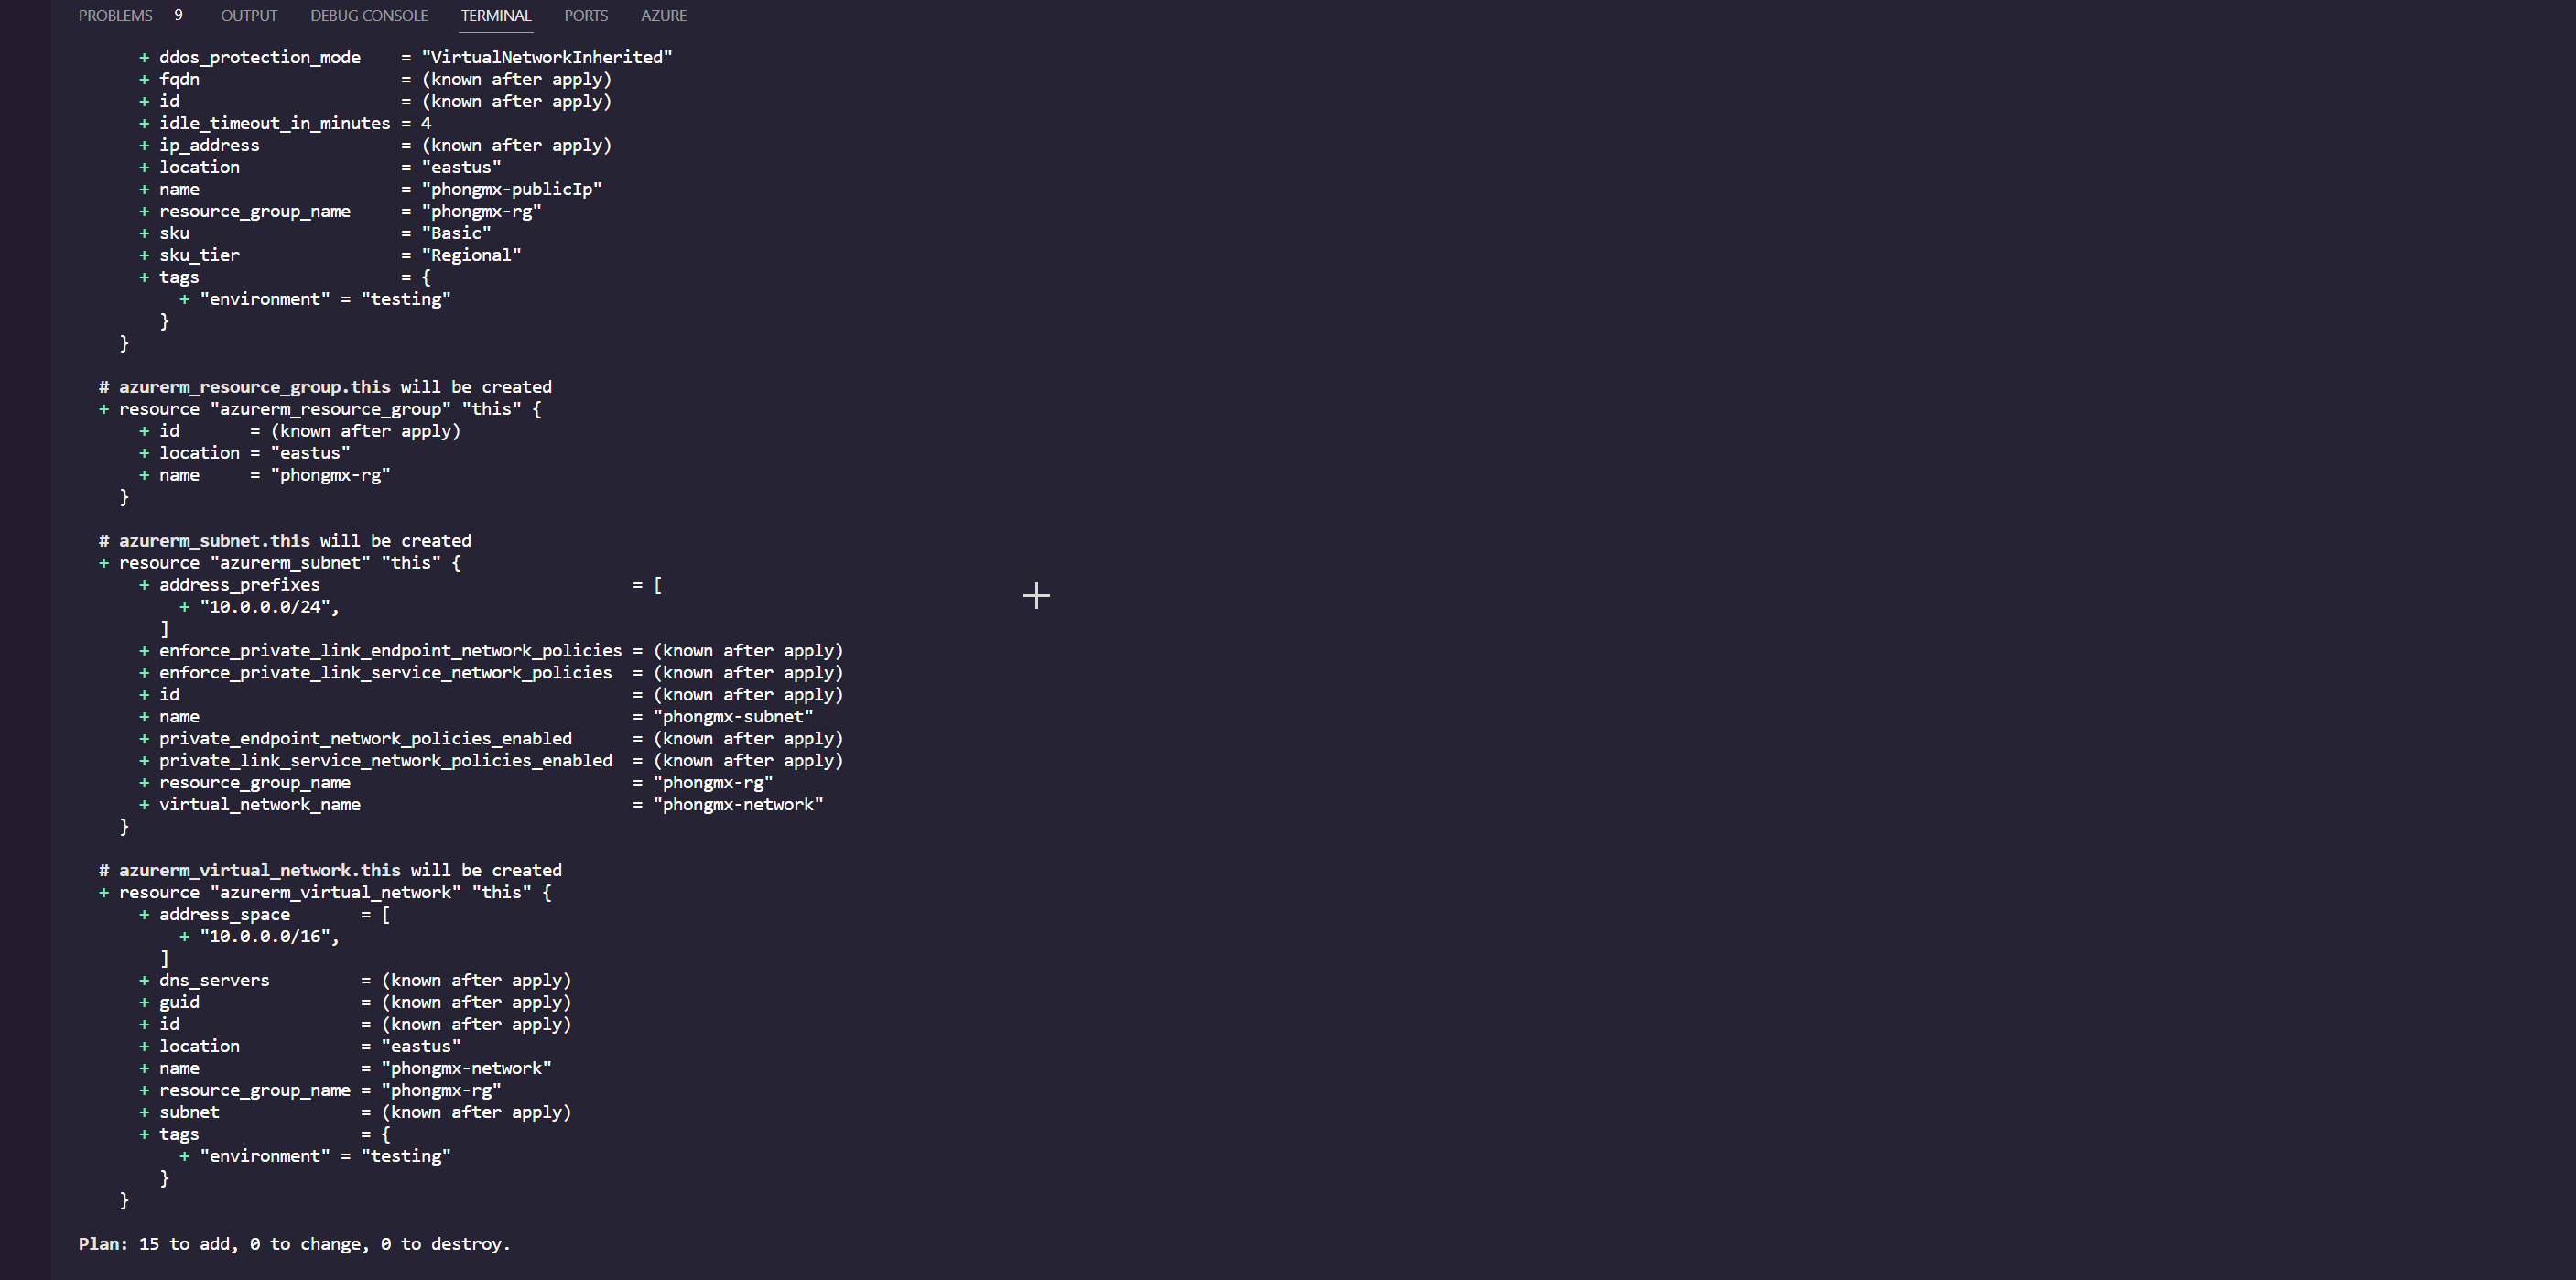 PROBLEMS 9 OUTPUT DEBUG CONSOLE TERMINAL PORTS AZURE
+ ddos_protection_mode    = "VirtualNetworkInherited"
+ fqdn                    = (known after apply)
+ id                      = (known after apply)
+ idle_timeout_in_minutes = 4
+ ip_address              = (known after apply)
+ location                = "eastus"
+ name                    = "phongmx-publicIp"
+ resource_group_name     = "phongmx-rg"
+ sku                     = "Basic"
+ sku_tier                = "Regional"
+ tags                    = {
+ "environment" = "testing"
}
}
# azurerm_resource_group.this will be created
+ resource "azurerm_resource_group" "this" {
+ id       = (known after apply)
+ location = "eastus"
+ name     = "phongmx-rg"
}
# azurerm_subnet.this will be created
+ resource "azurerm_subnet" "this" {
+ address_prefixes                               = [
+ "10.0.0.0/24",
]
+ enforce_private_link_endpoint_network_policies = (known after apply)
+ enforce_private_link_service_network_policies  = (known after apply)
+ id                                             = (known after apply)
+ name                                           = "phongmx-subnet"
+ private_endpoint_network_policies_enabled      = (known after apply)
+ private_link_service_network_policies_enabled  = (known after apply)
+ resource_group_name                            = "phongmx-rg"
+ virtual_network_name                           = "phongmx-network"
}
# azurerm_virtual_network.this will be created
+ resource "azurerm_virtual_network" "this" {
+ address_space       = [
+ "10.0.0.0/16",
]
+ dns_servers         = (known after apply)
+ guid                = (known after apply)
+ id                  = (known after apply)
+ location            = "eastus"
+ name                = "phongmx-network"
+ resource_group_name = "phongmx-rg"
+ subnet              = (known after apply)
+ tags                = {
+ "environment" = "testing"
}
}
Plan: 15 to add, 0 to change, 0 to destroy.